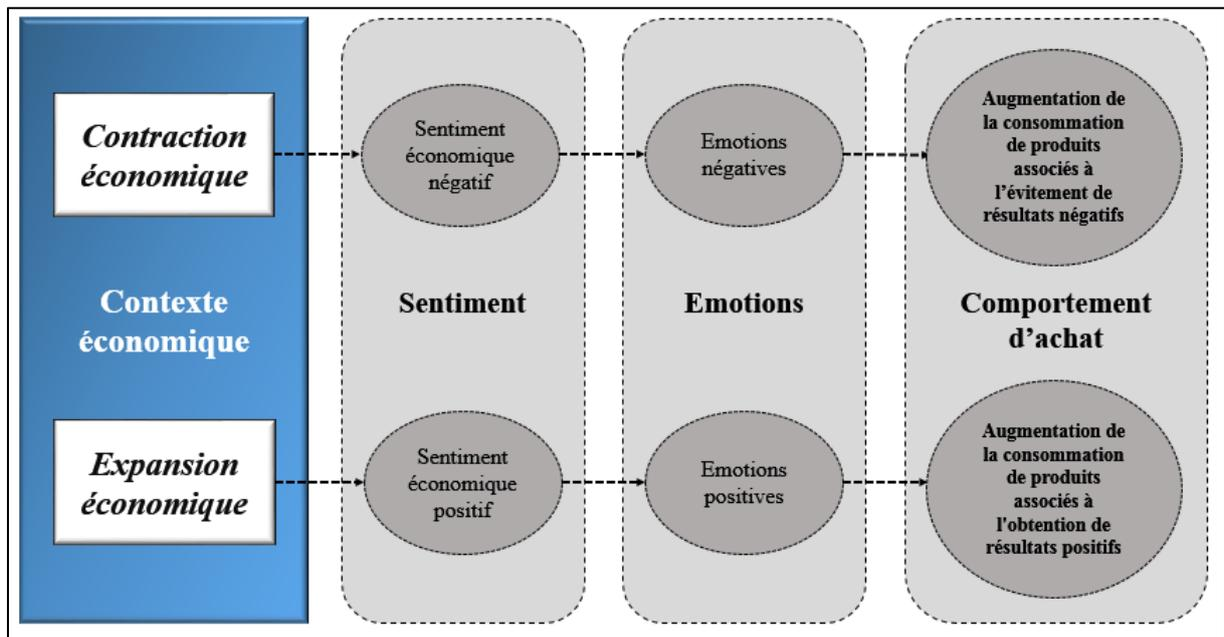 Contraction
économique
Sentiment
économique
négatif
Emotions
négatives
Augmentation de
la consommation
de produits
associés à
l’évitement de
résultats négatifs
Contexte
économique
Sentiment
Emotions
Comportement
d’achat
Expansion
économique
Sentiment
économique
positif
Emotions
positives
Augmentation de
la consommation
de produits
associés à
l'obtention de
résultats positifs